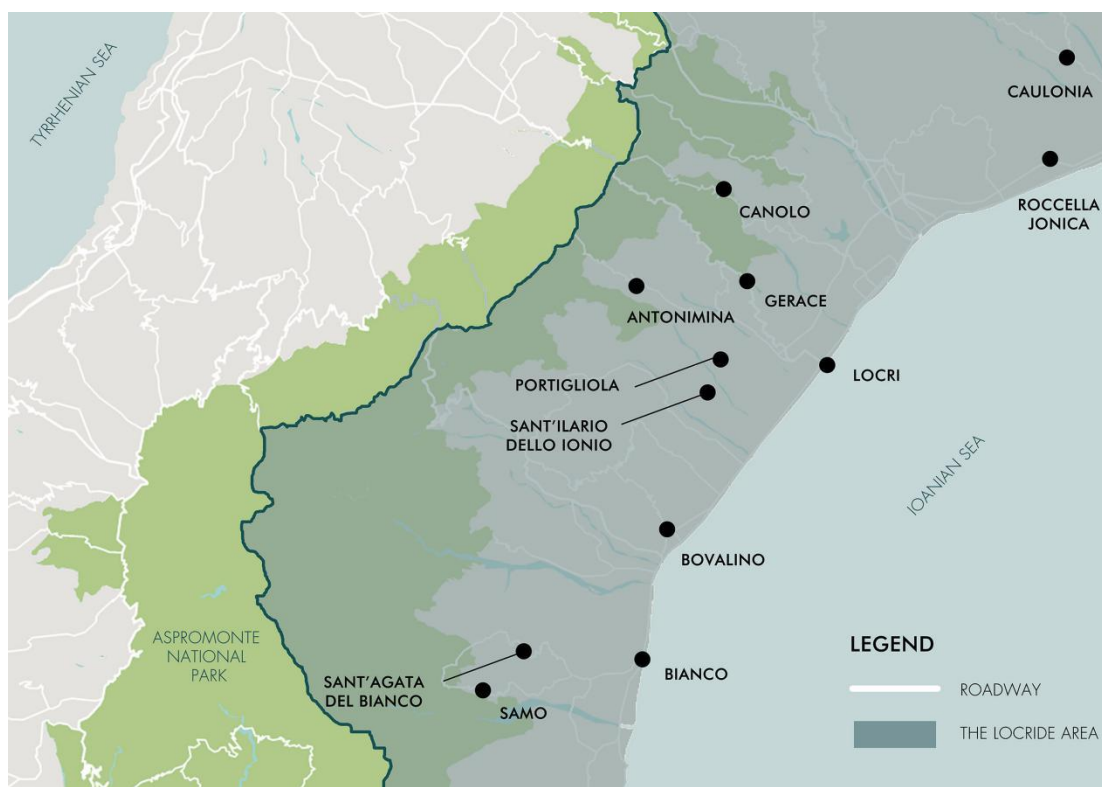 TYRRHENIAN SEA
CAULONIA
ROCCELLA
JONICA
CANOLO
GERACE
ANTONIMINA
PORTIGLIOLA
LOCRI
SANT'ILARIO
DELLO IONIO
IOANIAN SEA
BOVALINO
ASPROMONTE
NATIONAL
PARK
SANT'AGATA
DEL BIANCO
SAMO
BIANCO
LEGEND
ROADWAY
THE LOCRIDE AREA